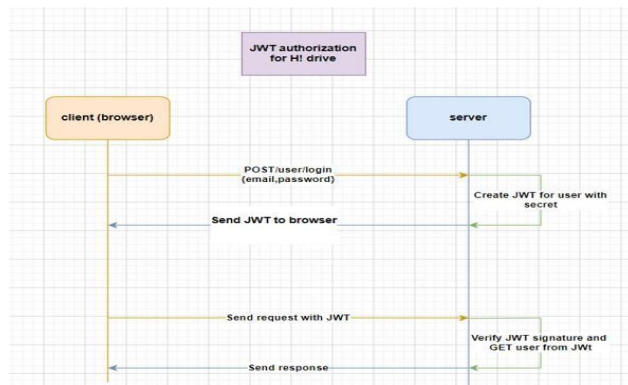 JWT authorization
for H! drive
client (browser)
server
POST/user/login
{email,password}
Create JWT for user with
secret
Send JWT to browser
Send request with JWT
Verify JWT signature and
GET user from JWt
Send response